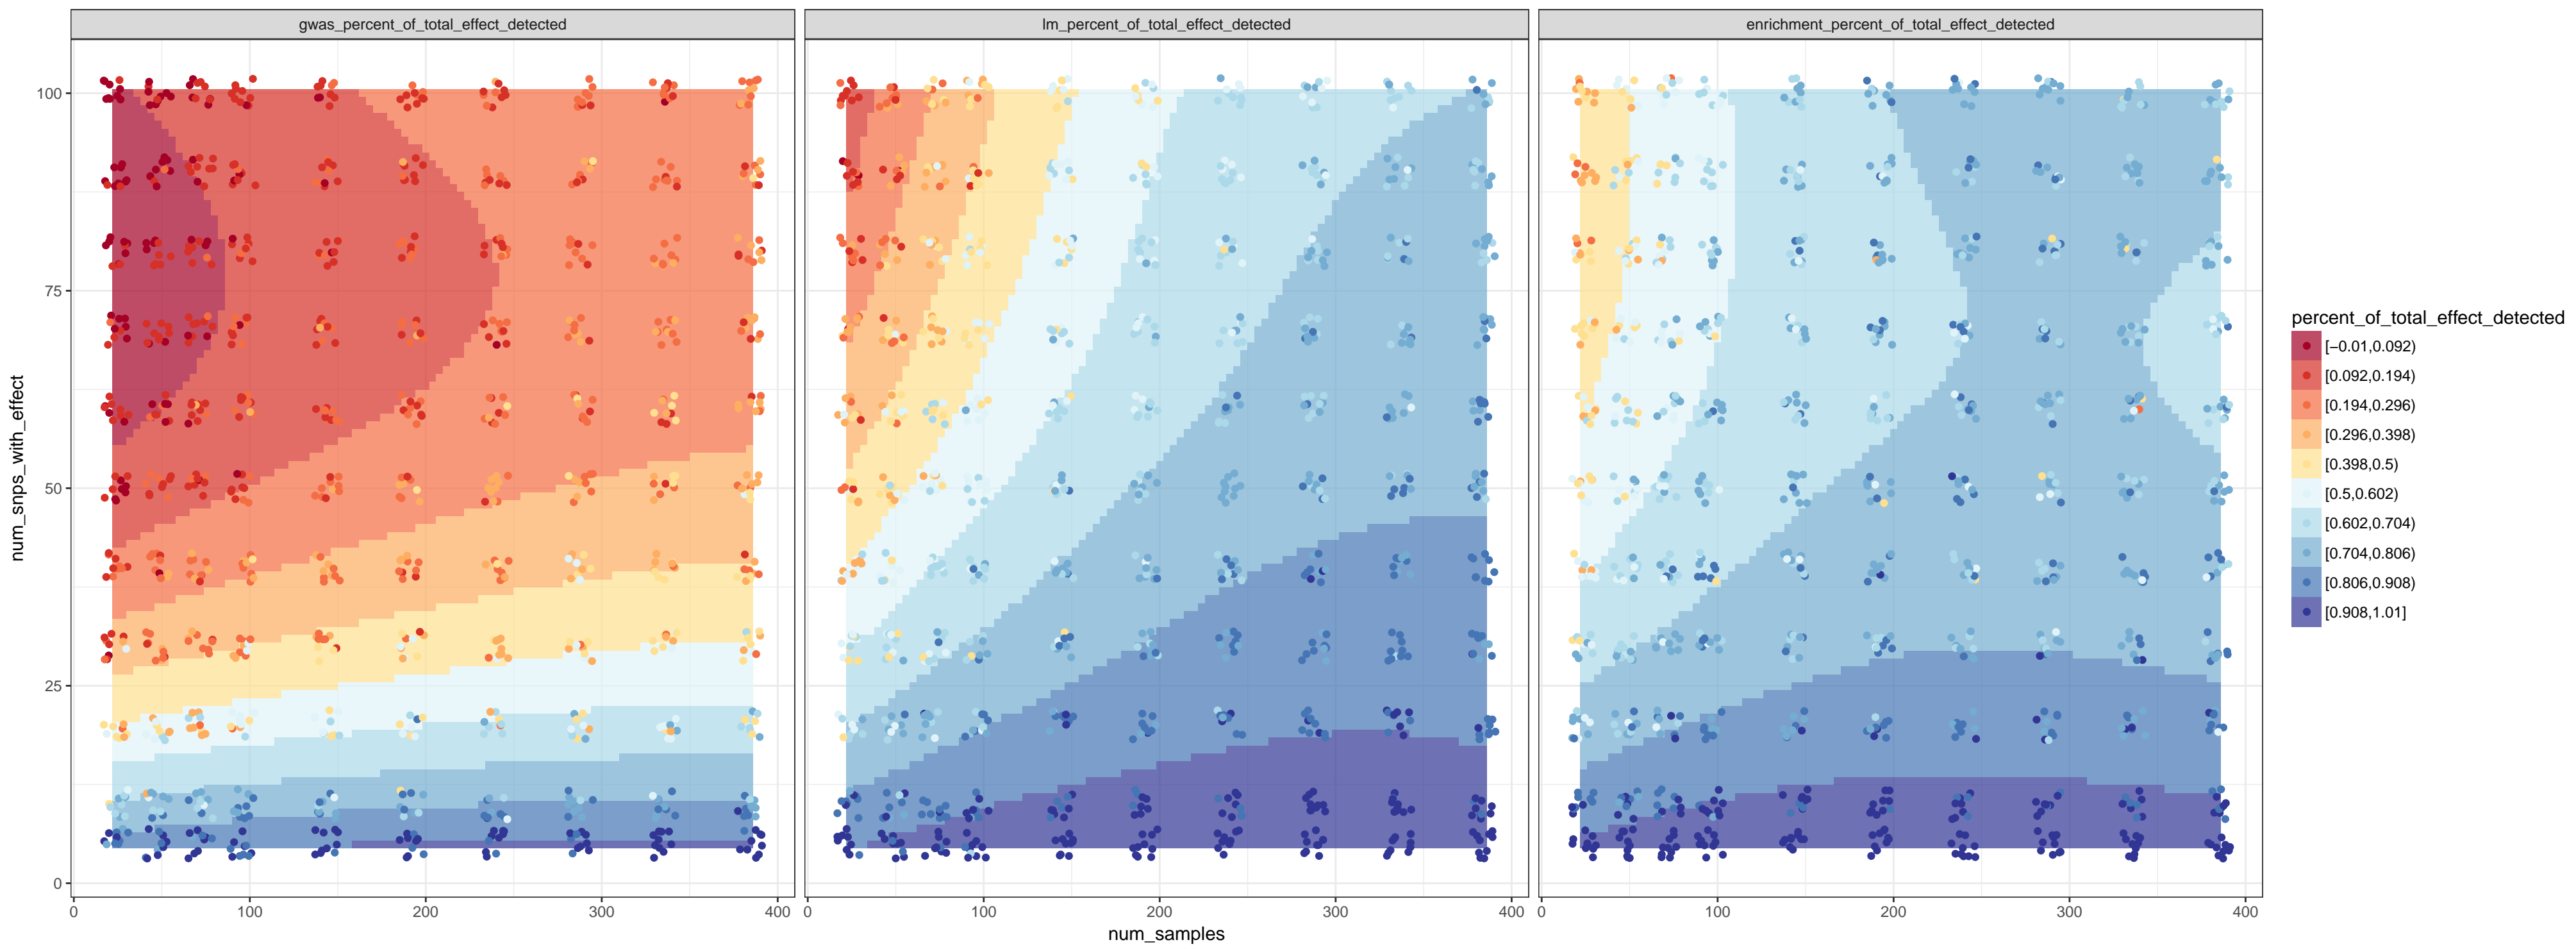 gwas_percent_of_total_effect_detected
lm_percent_of_total_effect_detected
enrichment_percent_of_total_effect_detected
num_snps_with_effect
100
75
50
25
0
0 100 200 300 400
0 100 200 300 400
0 100 200 300 400
num_samples
percent_of_total_effect_detected
[−0.01,0.092)
[0.092,0.194)
[0.194,0.296)
[0.296,0.398)
[0.398,0.5)
[0.5,0.602)
[0.602,0.704)
[0.704,0.806)
[0.806,0.908)
[0.908,1.01]